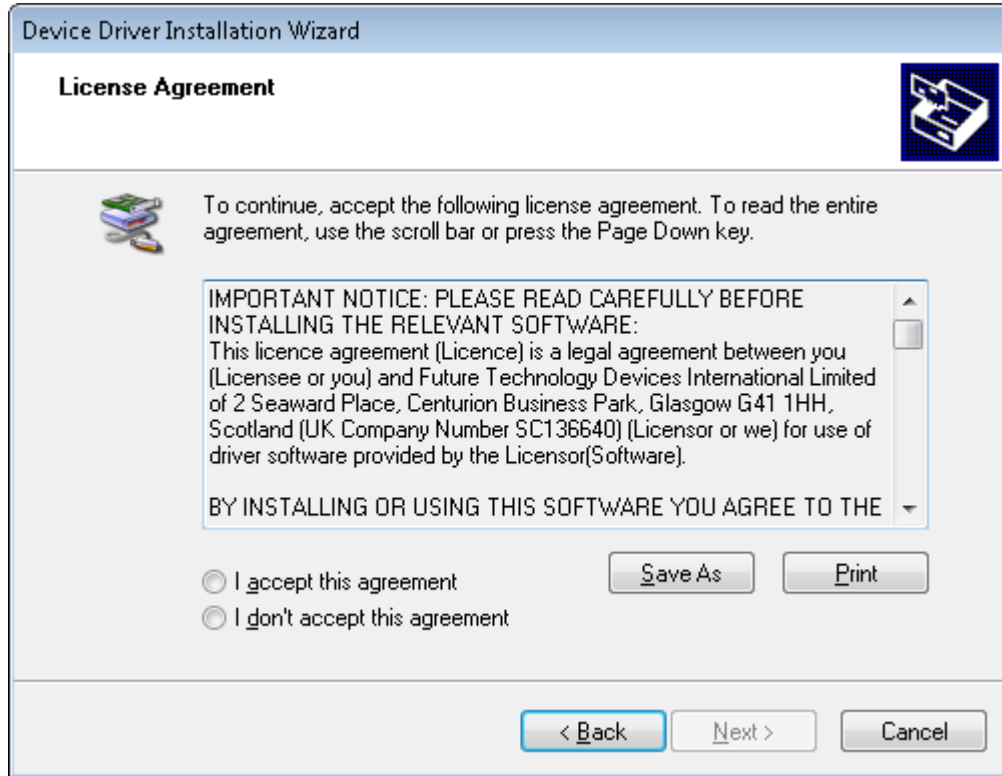 Device Driver Installation Wizard
License Agreement
To continue, accept the following license agreement. To read the entire
agreement, use the scroll bar or press the Page Down key.
IMPORTANT NOTICE: PLEASE READ CAREFULLY BEFORE
INSTALLING THE RELEVANT SOFTWARE:
This licence agreement (Licence) is a legal agreement between you
(Licensee or you) and Future Technology Devices International Limited
of 2 Seaward Place, Centurion Business Park, Glasgow G41 1HH,
Scotland (UK Company Number SC136640) (Licensor or we) for use of
driver software provided by the Licensor(Software).
BY INSTALLING OR USING THIS SOFTWARE YOU AGREE TO THE
I accept this agreement
Save As
Print
I don't accept this agreement
< Back
Next >
Cancel